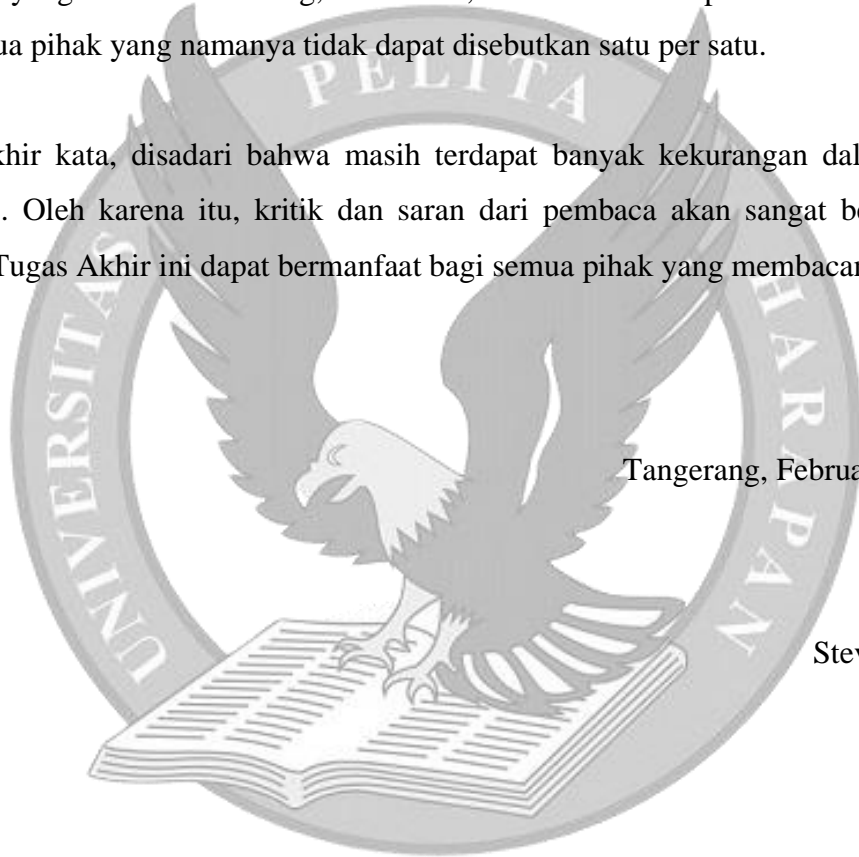 ua pihak yang namanya tidak dapat disebutkan satu per satu.
PELITA
khir kata, disadari bahwa masih terdapat banyak kekurangan dal
. Oleh karena itu, kritik dan saran dari pembaca akan sangat be
Tugas Akhir ini dapat bermanfaat bagi semua pihak yang membacar
UNIVERSITAS
HARAPAN
Tangerang, Februa
Stev